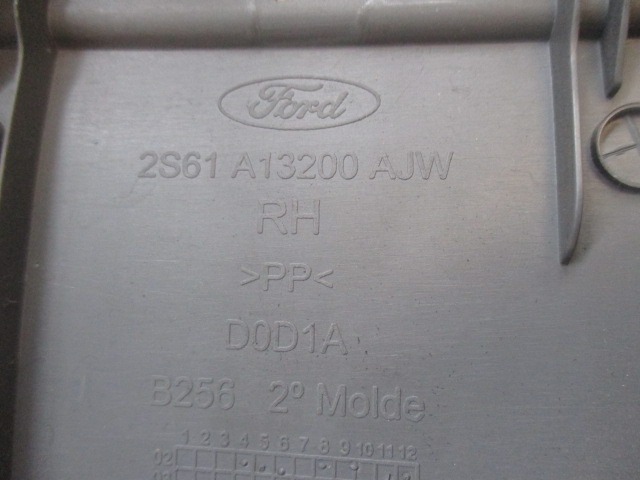 Ford
2S61 A13200 AJW
RH
>PP<
D0D1A
B256 2º Molde
1 2 3 4 5 6 7 8 9 10 11 12
02